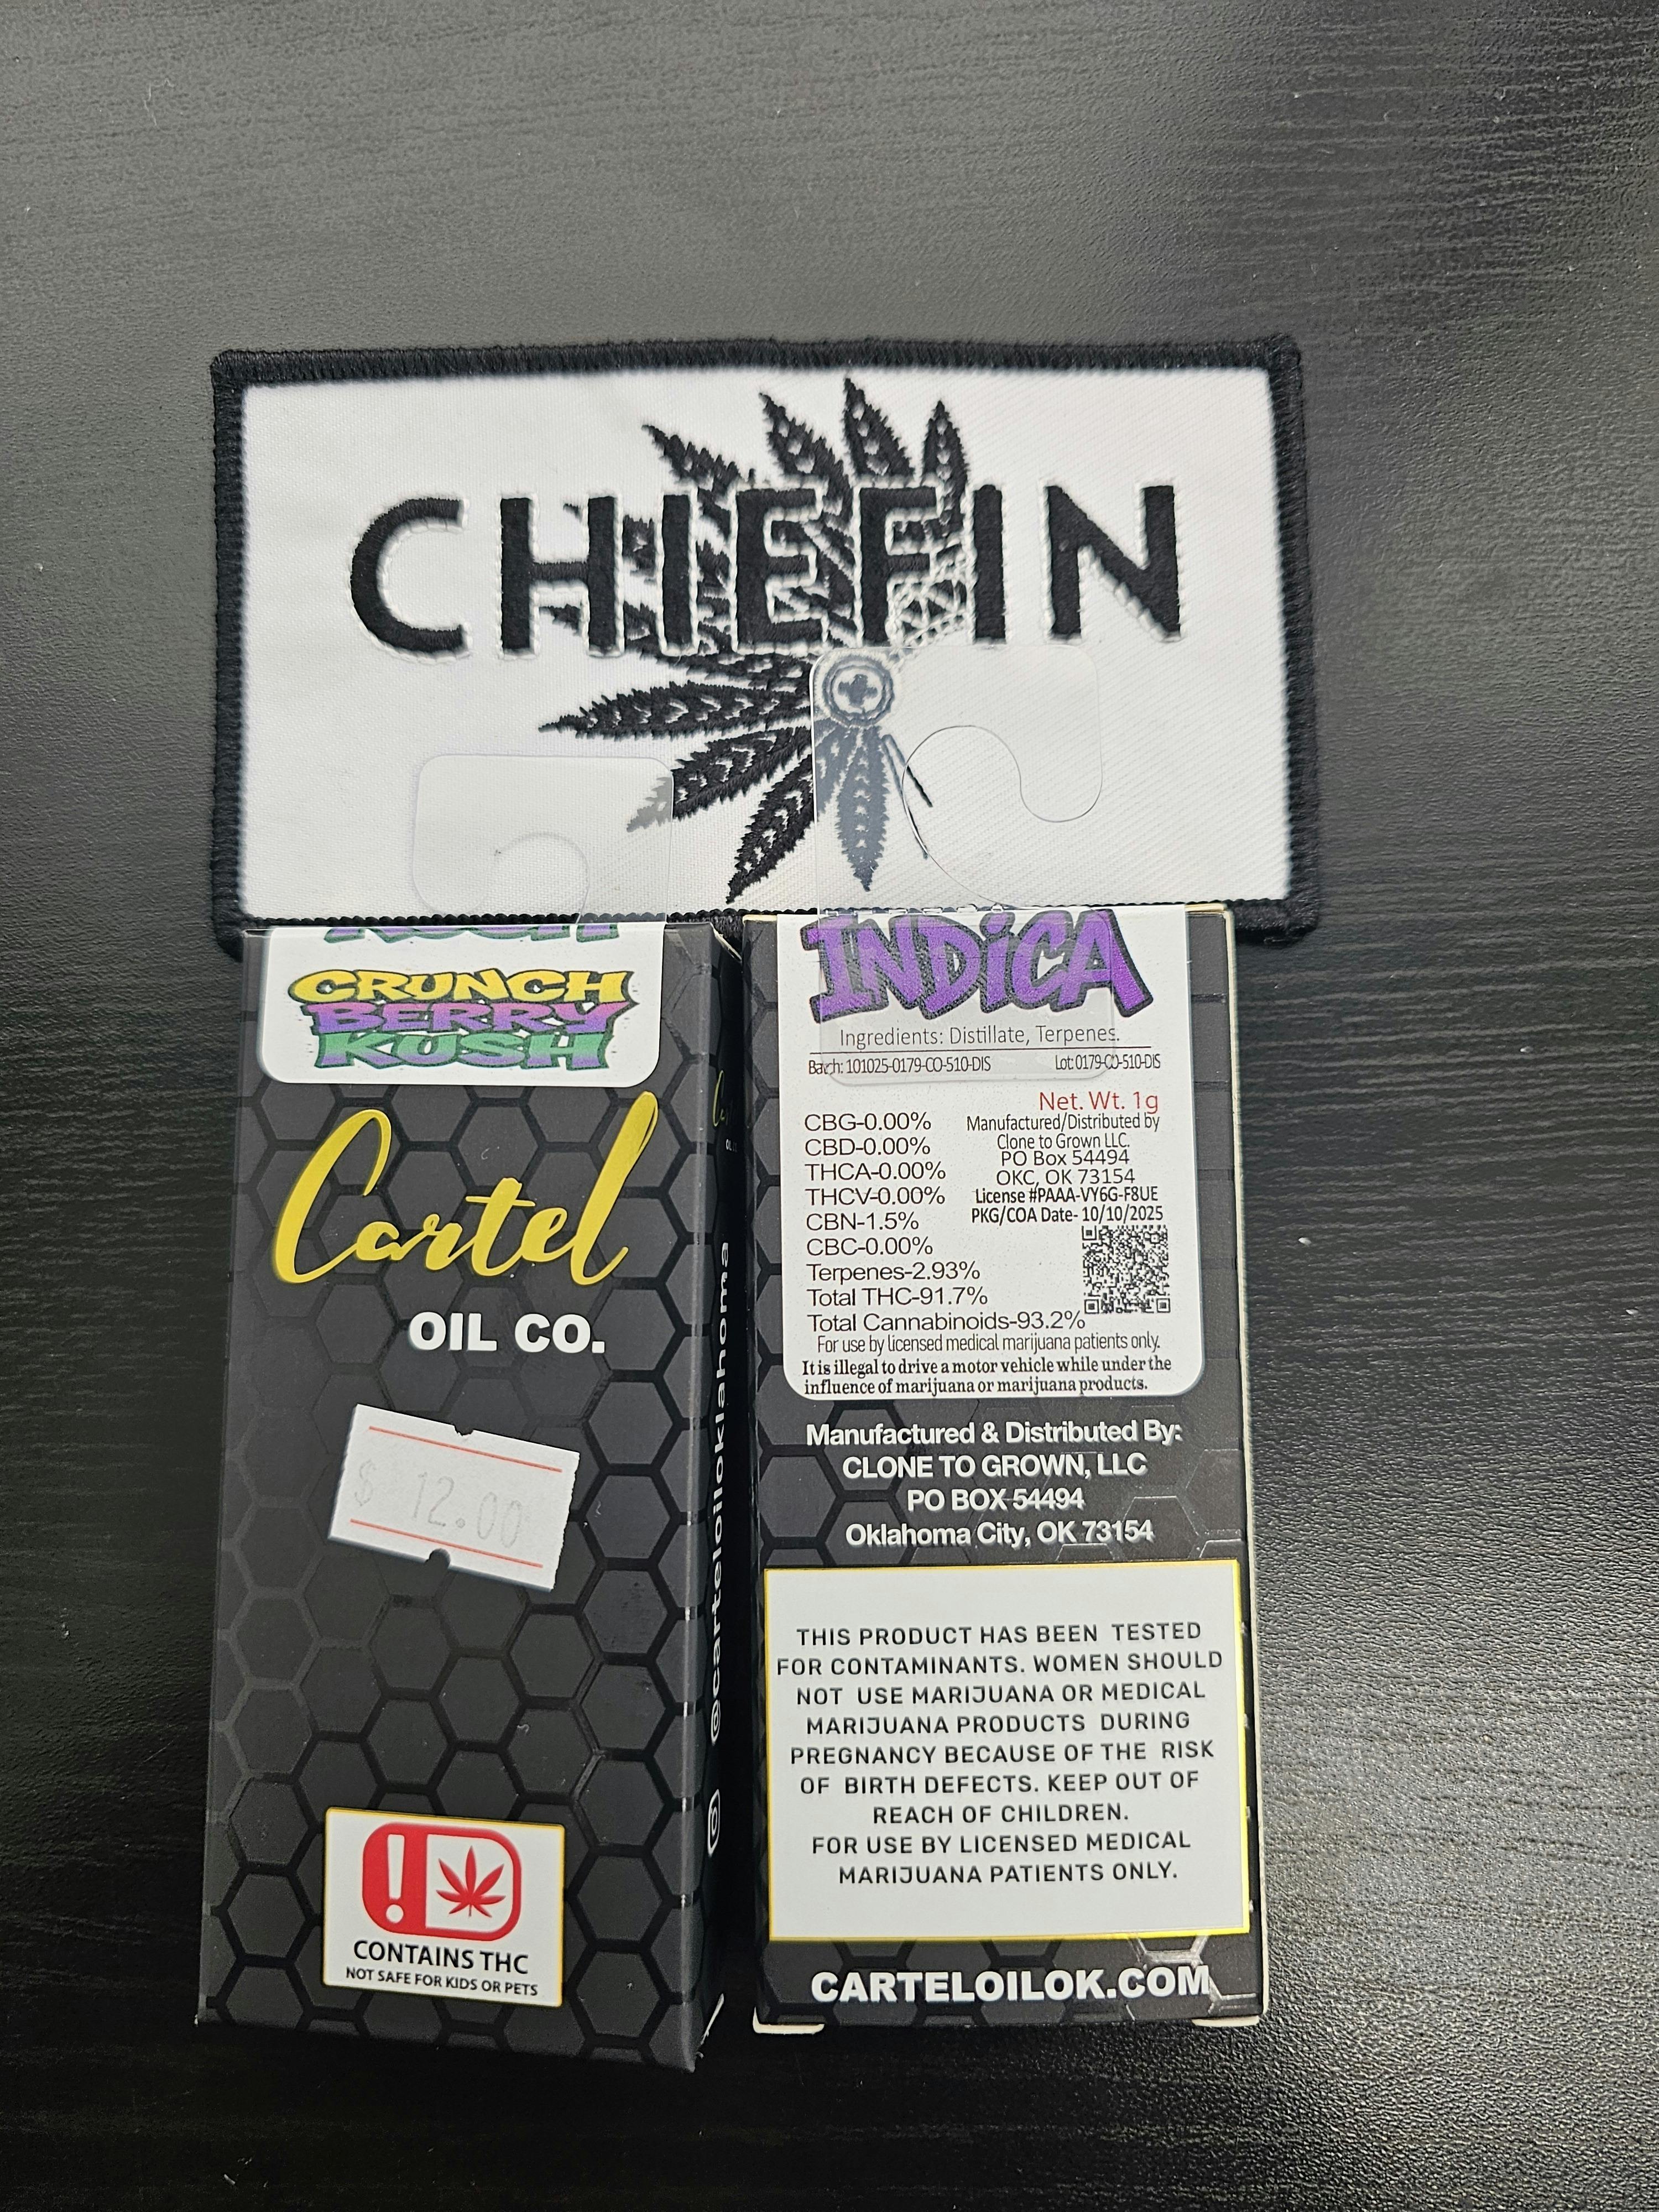 CHIEFIN
KUSH
CRUNCH
BERRY
KUSH
Cartel
OIL CO.
$ 12.00
CONTAINS THC
NOT SAFE FOR KIDS OR PETS
@carteloiloklahoma
INDiCA
Ingredients: Distillate, Terpenes.
Batch: 101025-0179-CO-510-DIS Lot: 0179-CO-510-DIS
Net. Wt. 1g
CBG-0.00%
CBD-0.00%
THCA-0.00%
THCV-0.00%
CBN-1.5%
CBC-0.00%
Terpenes-2.93%
Total THC-91.7%
Total Cannabinoids-93.2%
Manufactured/Distributed by
Clone to Grown LLC.
PO Box 54494
OKC, OK 73154
License #PAAA-VY6G-F8UE
PKG/COA Date- 10/10/2025
For use by licensed medical marijuana patients only.
It is illegal to drive a motor vehicle while under the
influence of marijuana or marijuana products.
Manufactured & Distributed By:
CLONE TO GROWN, LLC
PO BOX 54494
Oklahoma City, OK 73154
THIS PRODUCT HAS BEEN TESTED
FOR CONTAMINANTS. WOMEN SHOULD
NOT USE MARIJUANA OR MEDICAL
MARIJUANA PRODUCTS DURING
PREGNANCY BECAUSE OF THE RISK
OF BIRTH DEFECTS. KEEP OUT OF
REACH OF CHILDREN.
FOR USE BY LICENSED MEDICAL
MARIJUANA PATIENTS ONLY.
CARTELOILOK.COM